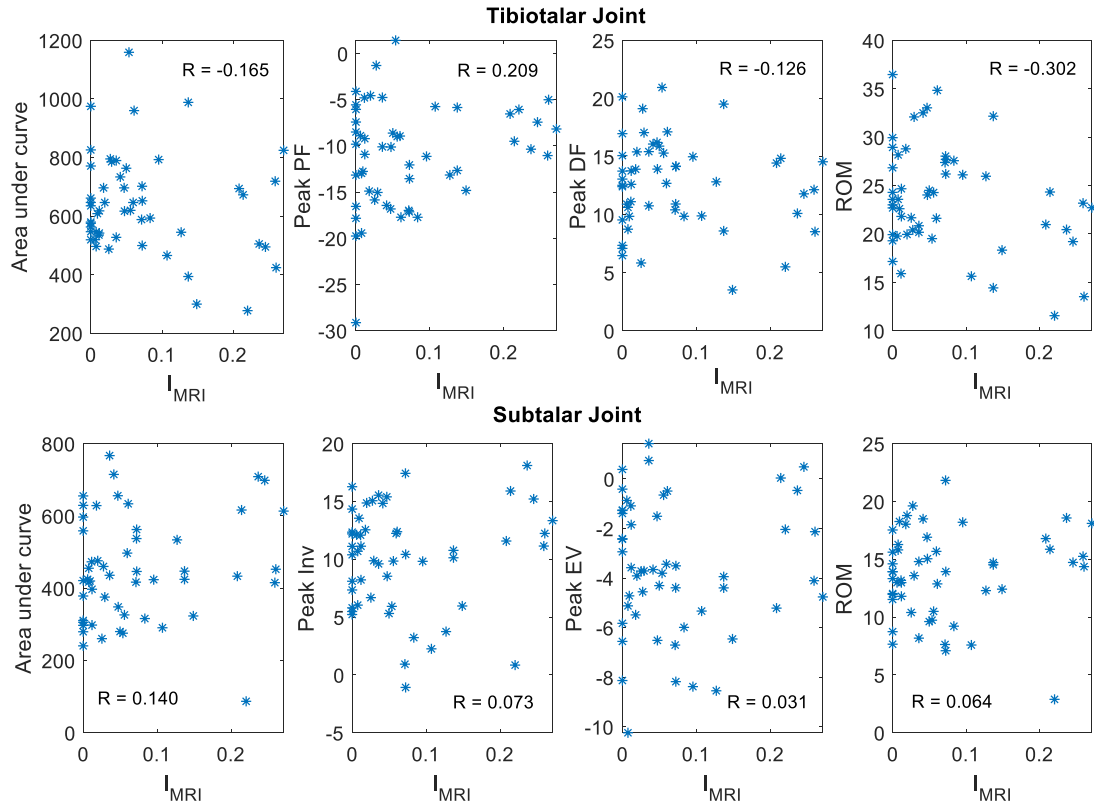 Tibiotalar Joint
Area under curve
1200
1000
800
600
400
200
0
0.1
0.2
R = -0.165
I_MRI
Peak PF
0
-5
-10
-15
-20
-25
-30
0
0.1
0.2
R = 0.209
I_MRI
Peak DF
25
20
15
10
5
0
0
0.1
0.2
R = -0.126
I_MRI
ROM
40
35
30
25
20
15
10
0
0.1
0.2
R = -0.302
I_MRI
Subtalar Joint
Area under curve
800
600
400
200
0
0
0.1
0.2
R = 0.140
I_MRI
Peak Inv
20
15
10
5
0
-5
0
0.1
0.2
R = 0.073
I_MRI
Peak EV
0
-2
-4
-6
-8
-10
0
0.1
0.2
R = 0.031
I_MRI
ROM
25
20
15
10
5
0
0
0.1
0.2
R = 0.064
I_MRI